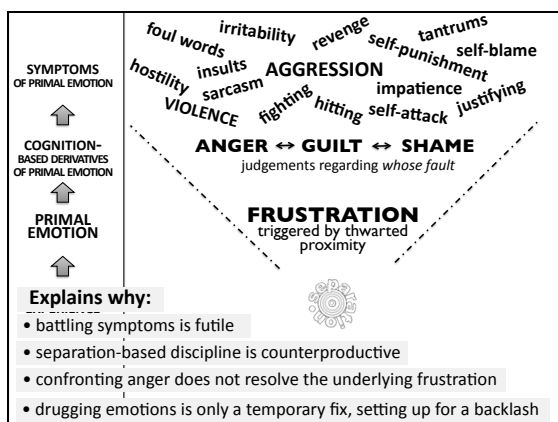 foul words
irritability
revenge
tantrums
self-punishment
self-blame
hostility
insults
sarcasm
AGGRESSION
impatience
VIOLENCE
fighting
hitting
self-attack
justifying
SYMPTOMS
OF PRIMAL EMOTION
COGNITION-
BASED DERIVATIVES
OF PRIMAL EMOTION
ANGER ↔ GUILT ↔ SHAME
judgements regarding whose fault
PRIMAL
EMOTION
FRUSTRATION
triggered by thwarted
proximity
separation
Explains why:
• battling symptoms is futile
• separation-based discipline is counterproductive
• confronting anger does not resolve the underlying frustration
• drugging emotions is only a temporary fix, setting up for a backlash